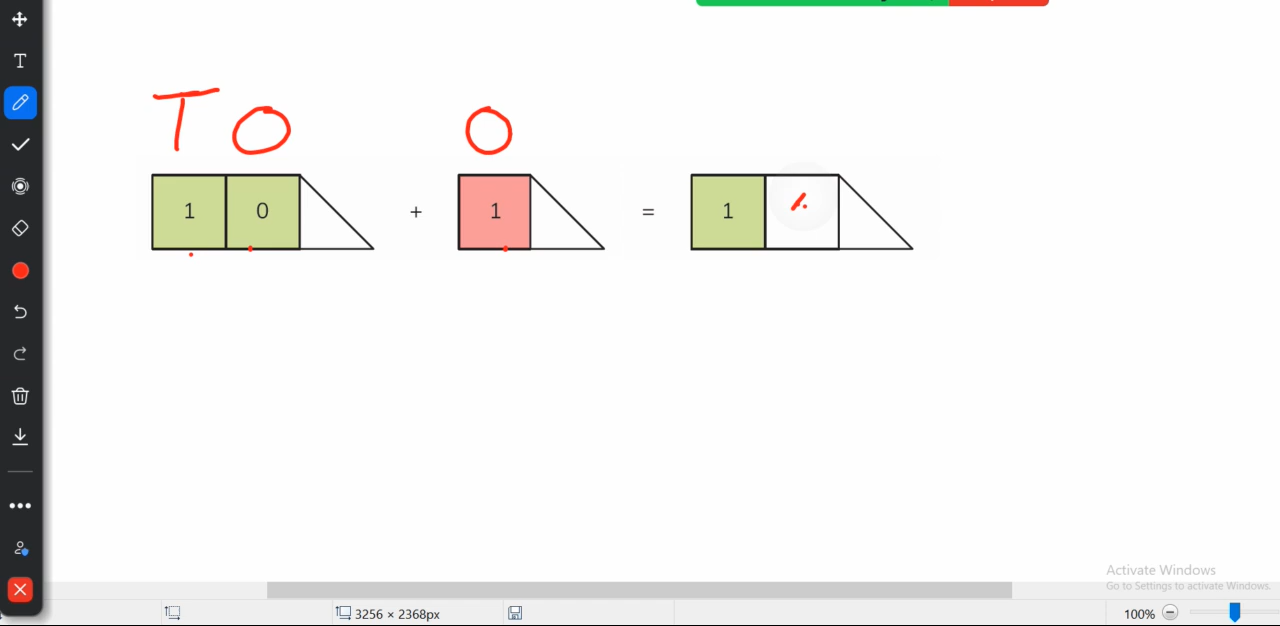 T
T O O
1 0 + 1 = 1
Activate Windows
Go to Settings to activate Windows.
3256 × 2368px
100%